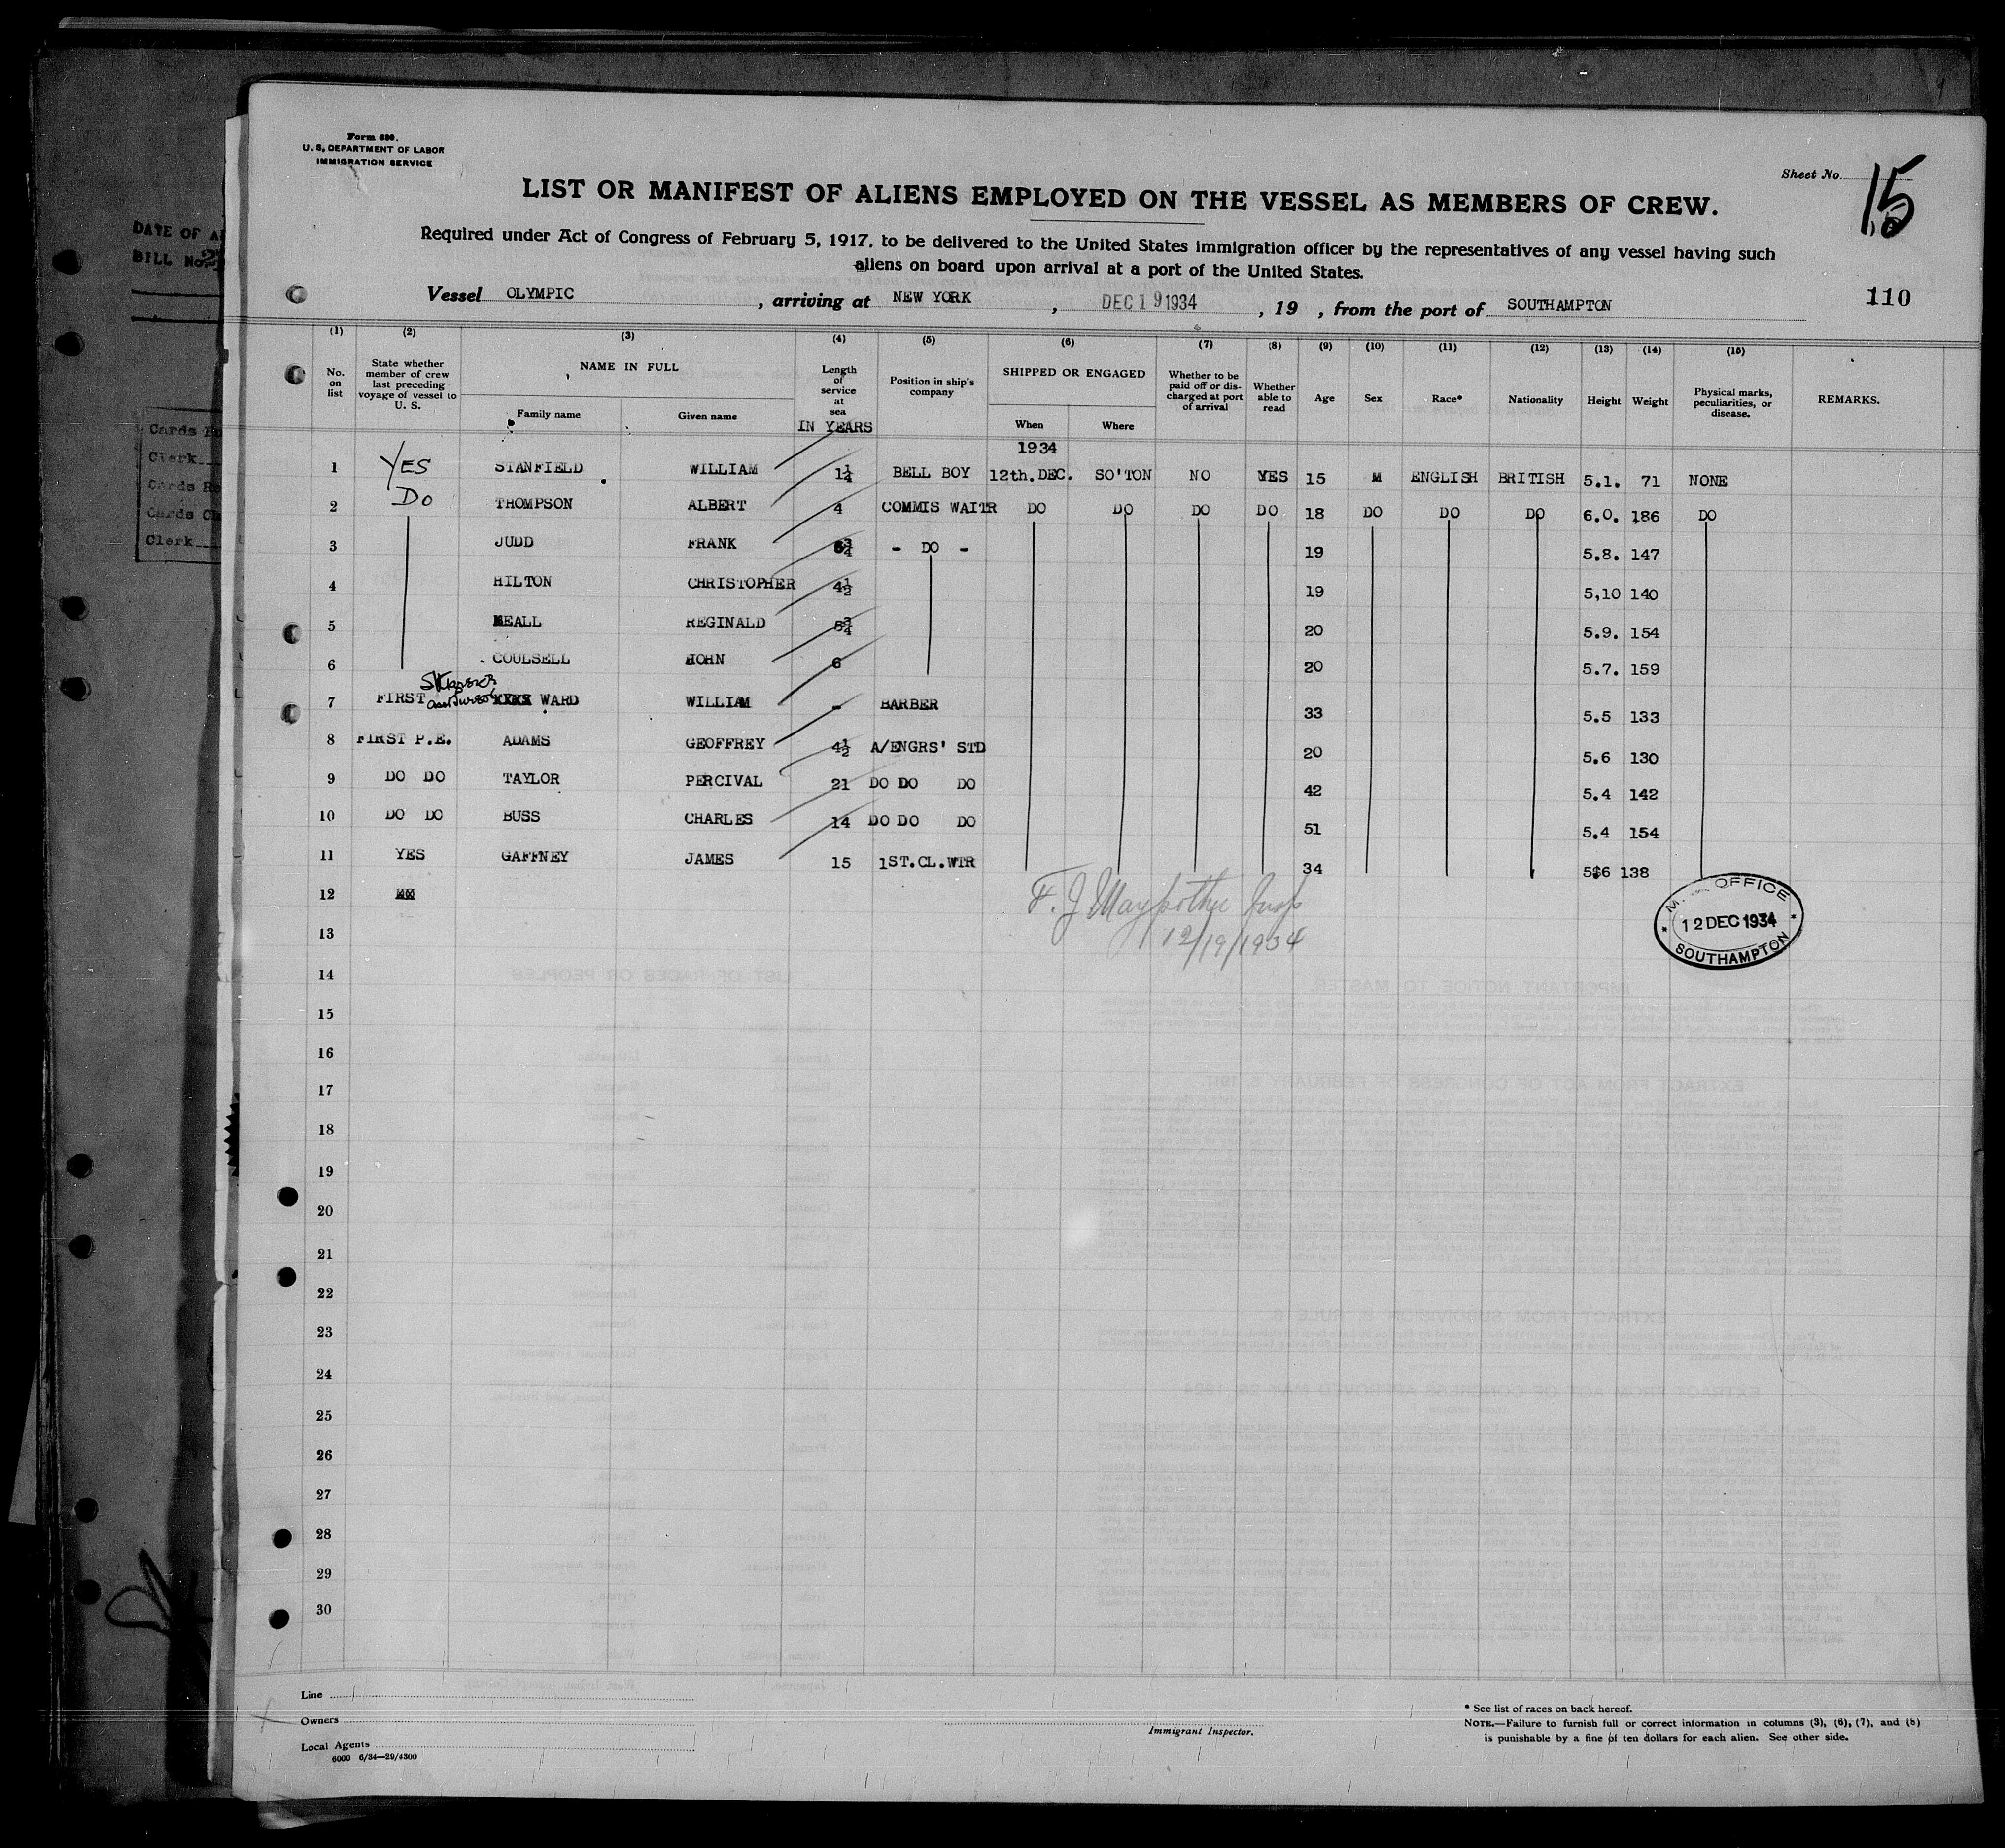 Form 680.
U. S. DEPARTMENT OF LABOR
IMMIGRATION SERVICE
Sheet No. 15
LIST OR MANIFEST OF ALIENS EMPLOYED ON THE VESSEL AS MEMBERS OF CREW.
Required under Act of Congress of February 5, 1917, to be delivered to the United States immigration officer by the representatives of any vessel having such
aliens on board upon arrival at a port of the United States.
110
Vessel OLYMPIC, arriving at NEW YORK, DEC 19 1934, 19 , from the port of SOUTHAMPTON
DATE OF
BILL No.
Cards
Clerk
Cards
Cards
Clerk
(1) (2) (3) (4) (5) (6) (7) (8) (9) (10) (11) (12) (13) (14) (15)
No. on list
State whether member of crew last preceding voyage of vessel to U. S.
NAME IN FULL
Family name Given name
Length of service at sea
IN YEARS
Position in ship's company
SHIPPED OR ENGAGED
When Where
Whether to be paid off or discharged at port of arrival
Whether able to read
Age Sex Race* Nationality Height Weight
Physical marks, peculiarities, or disease.
REMARKS.
1934
1 YES STANFIELD WILLIAM 1¼ BELL BOY 12th.DEC. SO'TON NO YES 15 M ENGLISH BRITISH 5.1. 71 NONE
2 DO THOMPSON ALBERT 4 COMMIS WAITR DO DO DO DO 18 DO DO DO 6.0. 186 DO
3 JUDD FRANK ¾ - DO - 19 5.8. 147
4 HILTON CHRISTOPHER 4½ 19 5,10 140
5 MEALL REGINALD 5¾ 20 5.9. 154
6 COULSELL JOHN 6 20 5.7. 159
7 FIRST WARD WILLIAM - BARBER 33 5.5 133
8 FIRST P.E. ADAMS GEOFFREY 4½ A/ENGRS' STD 20 5.6 130
9 DO DO TAYLOR PERCIVAL 21 DO DO DO 42 5.4 142
10 DO DO BUSS CHARLES 14 DO DO DO 51 5.4 154
11 YES GAFFNEY JAMES 15 1ST.CL.WTR 34 5$6 138
12
F. J. Insp
12/19/1934
OFFICE
12 DEC 1934
SOUTHAMPTON
13
14
15
16
17
18
19
20
21
22
23
24
25
26
27
28
29
30
Line
Owners
Local Agents
6000 6/34—29/4300
Immigrant Inspector.
* See list of races on back hereof.
NOTE.—Failure to furnish full or correct information in columns (3), (6), (7), and (8)
is punishable by a fine of ten dollars for each alien. See other side.